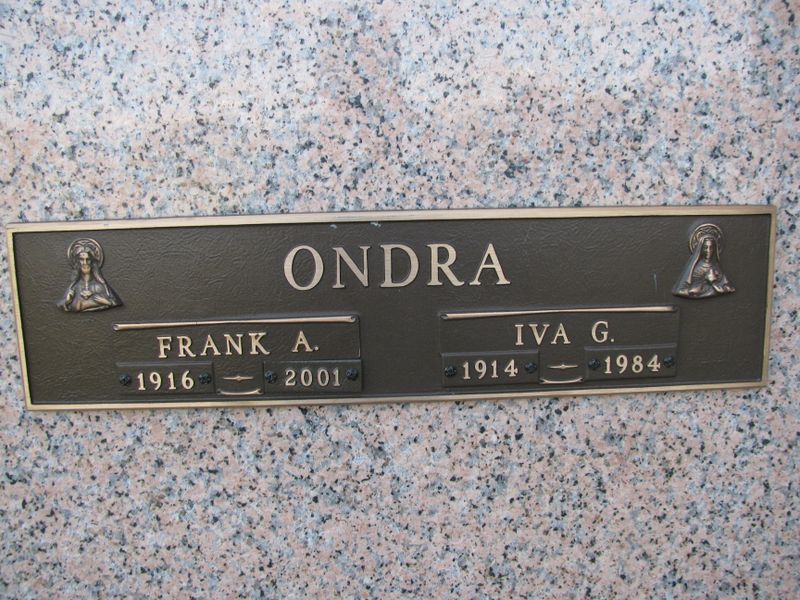 ONDRA
FRANK A.
1916 2001
IVA G.
1914 1984